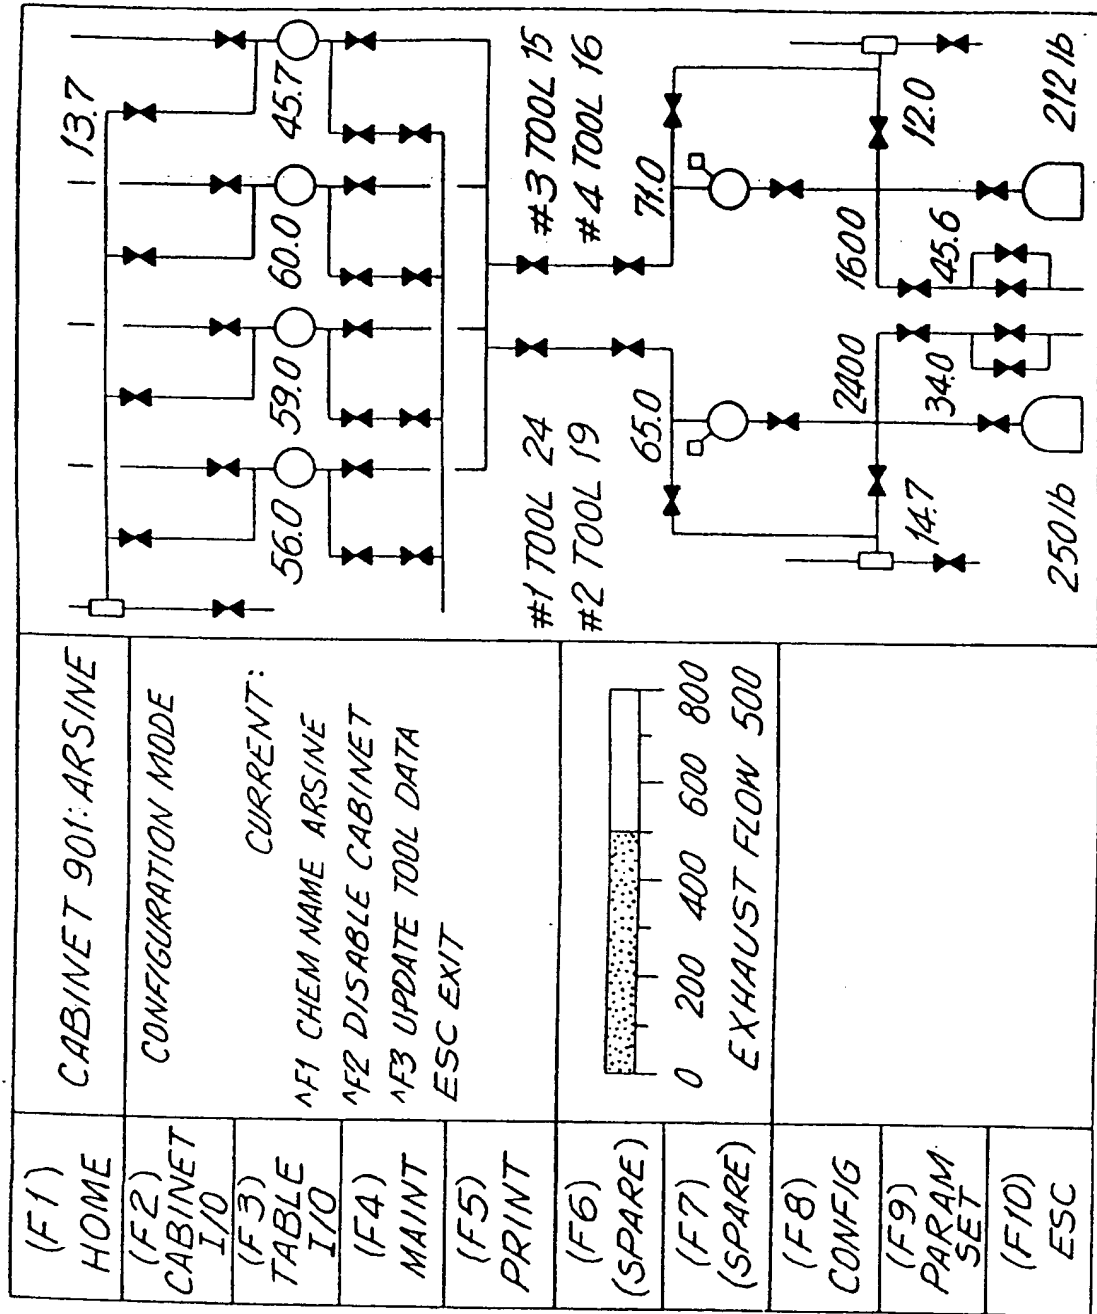 (F1)
HOME
(F2)
CABINET
I/O
(F3)
TABLE
I/O
(F4)
MAINT
(F5)
PRINT
(F6)
(SPARE)
(F7)
(SPARE)
(F8)
CONFIG
(F9)
PARAM
SET
(F10)
ESC
CABINET 901: ARSINE
CONFIGURATION MODE
CURRENT:
^F1 CHEM NAME ARSINE
^F2 DISABLE CABINET
^F3 UPDATE TOOL DATA
ESC EXIT
0 200 400 600 800
EXHAUST FLOW 500
13.7
56.0 59.0 60.0 45.7
#1 TOOL 24
#2 TOOL 19
#3 TOOL 15
#4 TOOL 16
65.0 71.0
2400 1600
14.7 34.0 45.6 12.0
250 lb 212 lb